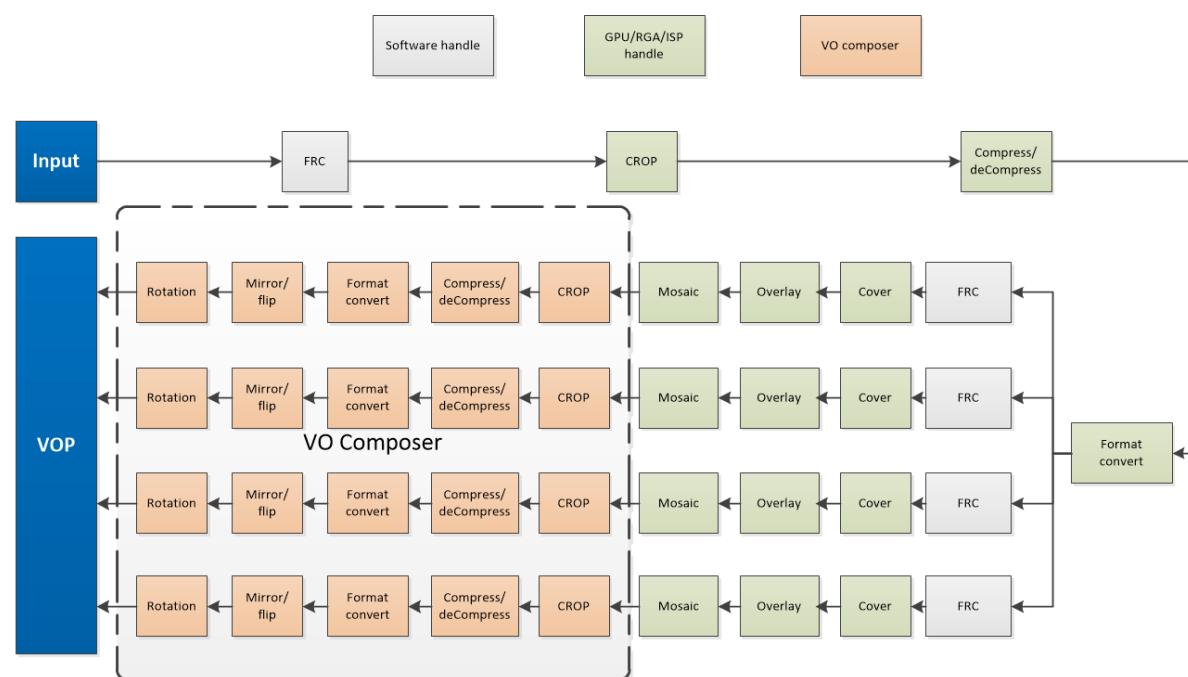 Software handle
GPU/RGA/ISP
handle
VO composer
Input
FRC
CROP
Compress/
deCompress
VOP
Rotation
Mirror/
flip
Format
convert
Compress/
deCompress
CROP
Mosaic
Overlay
Cover
FRC
Rotation
Mirror/
flip
Format
convert
Compress/
deCompress
CROP
Mosaic
Overlay
Cover
FRC
VO Composer
Format
convert
Rotation
Mirror/
flip
Format
convert
Compress/
deCompress
CROP
Mosaic
Overlay
Cover
FRC
Rotation
Mirror/
flip
Format
convert
Compress/
deCompress
CROP
Mosaic
Overlay
Cover
FRC